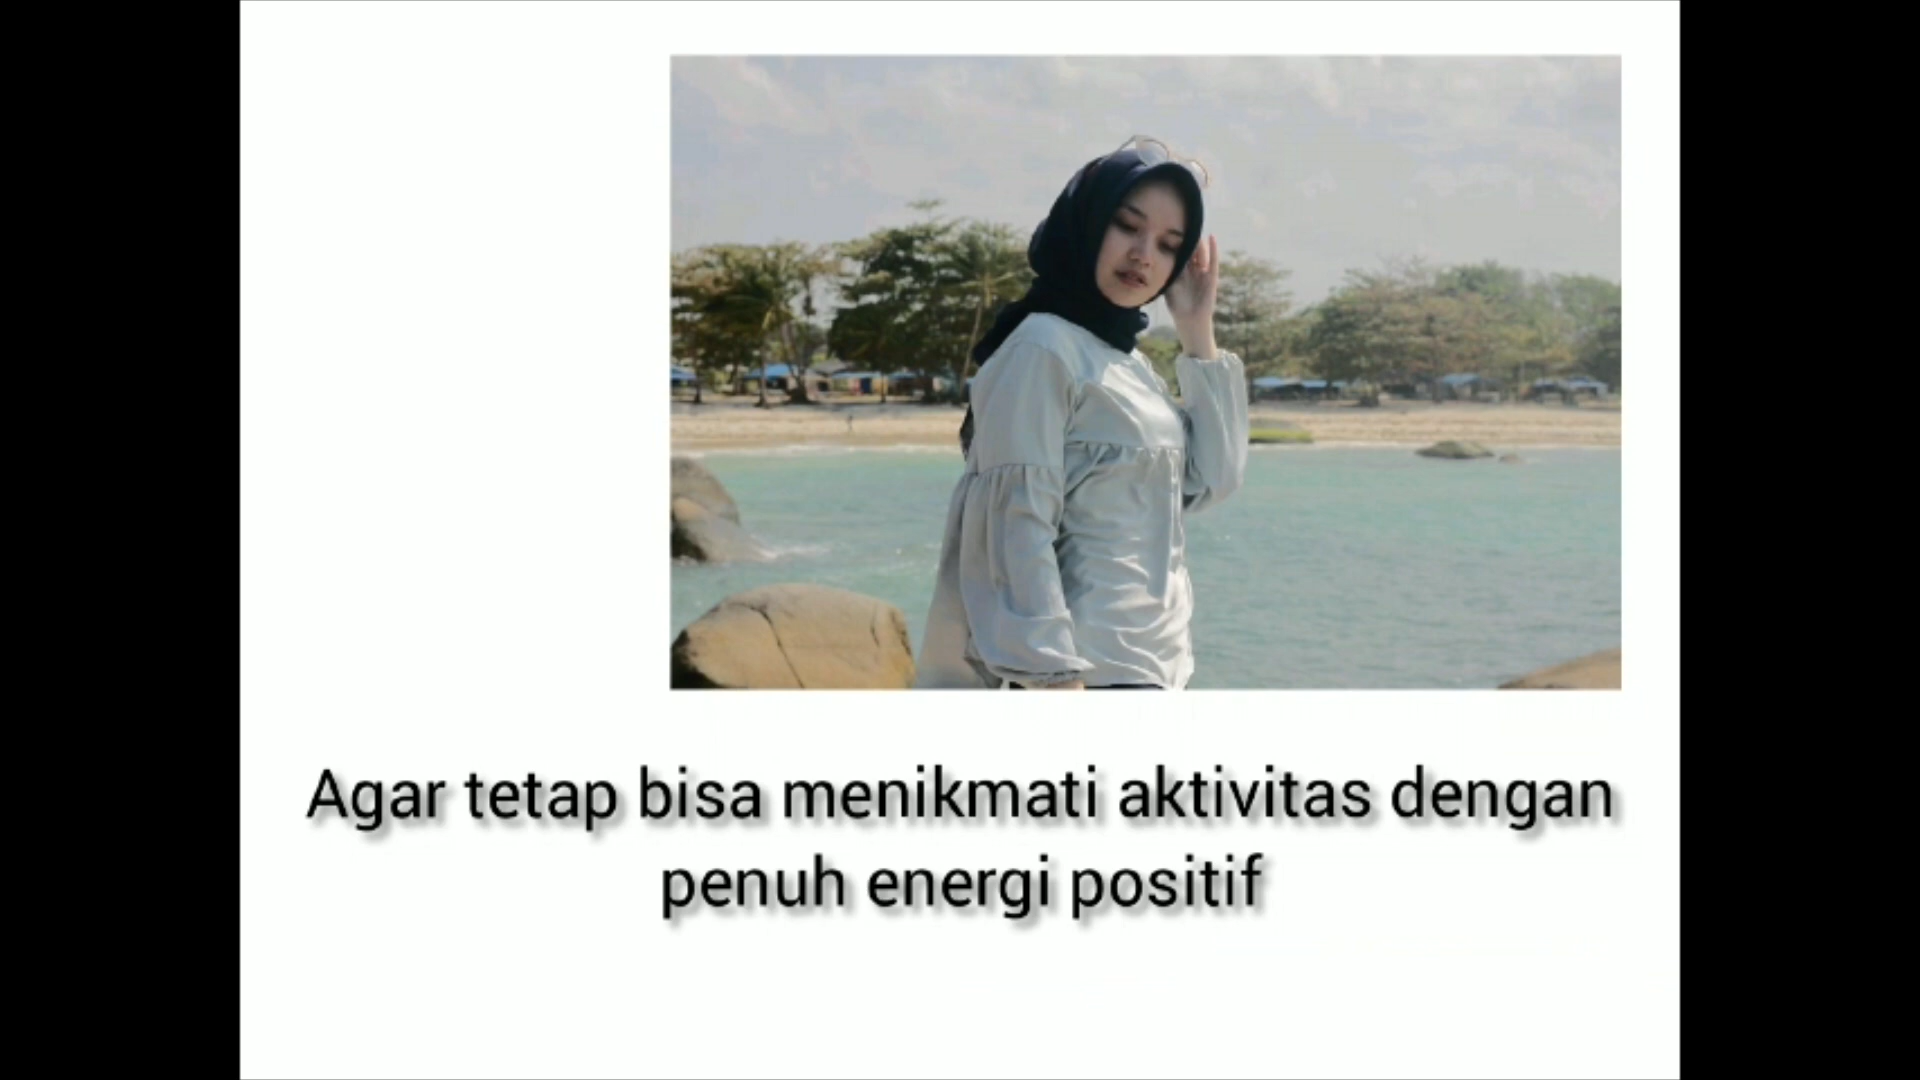 Agar tetap bisa menikmati aktivitas dengan
penuh energi positif